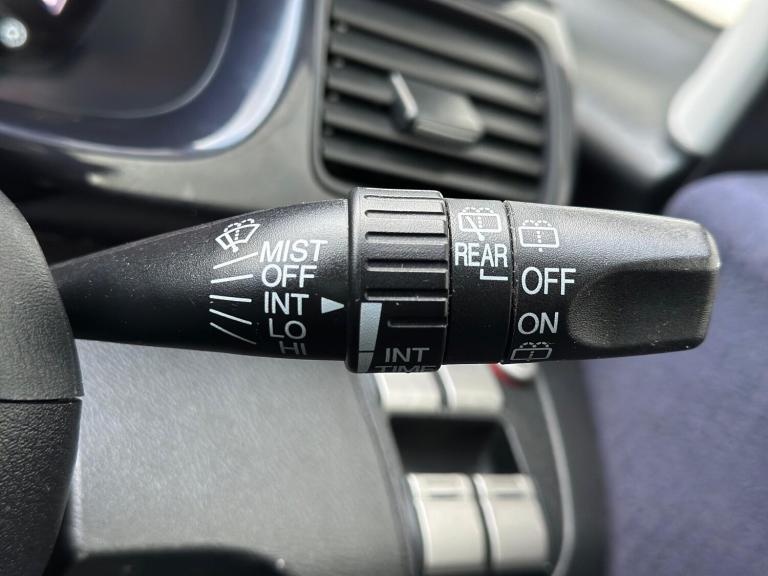 MIST
OFF
INT
LO
HI
INT
TIME
REAR
OFF
ON